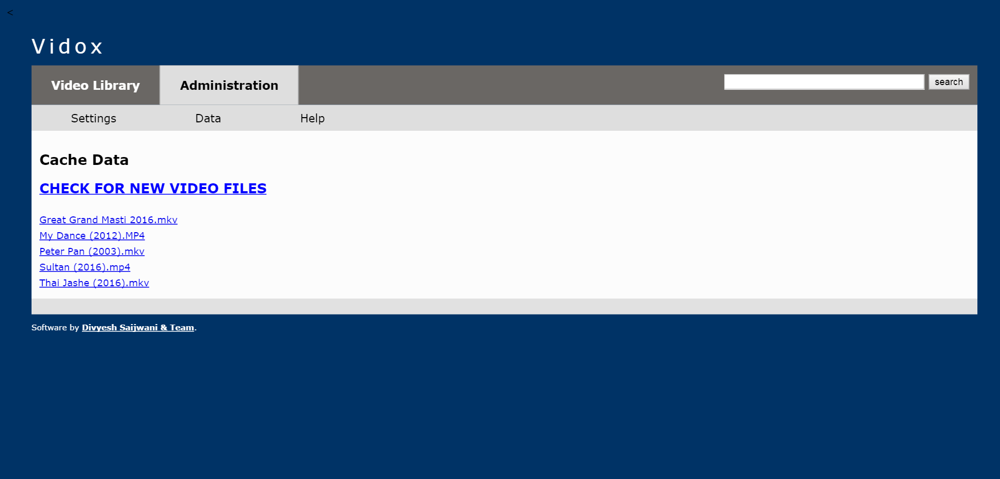 <
Vidox
Video Library Administration search
Settings Data Help
Cache Data
CHECK FOR NEW VIDEO FILES
Great Grand Masti 2016.mkv
My Dance (2012).MP4
Peter Pan (2003).mkv
Sultan (2016).mp4
Thai Jashe (2016).mkv
Software by Divyesh Saijwani & Team.